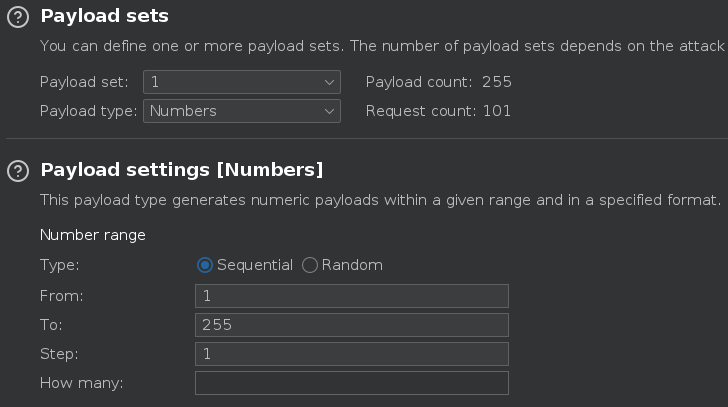 Payload sets
You can define one or more payload sets. The number of payload sets depends on the attack
Payload set: 1 Payload count: 255
Payload type: Numbers Request count: 101
Payload settings [Numbers]
This payload type generates numeric payloads within a given range and in a specified format.
Number range
Type: Sequential Random
From: 1
To: 255
Step: 1
How many: